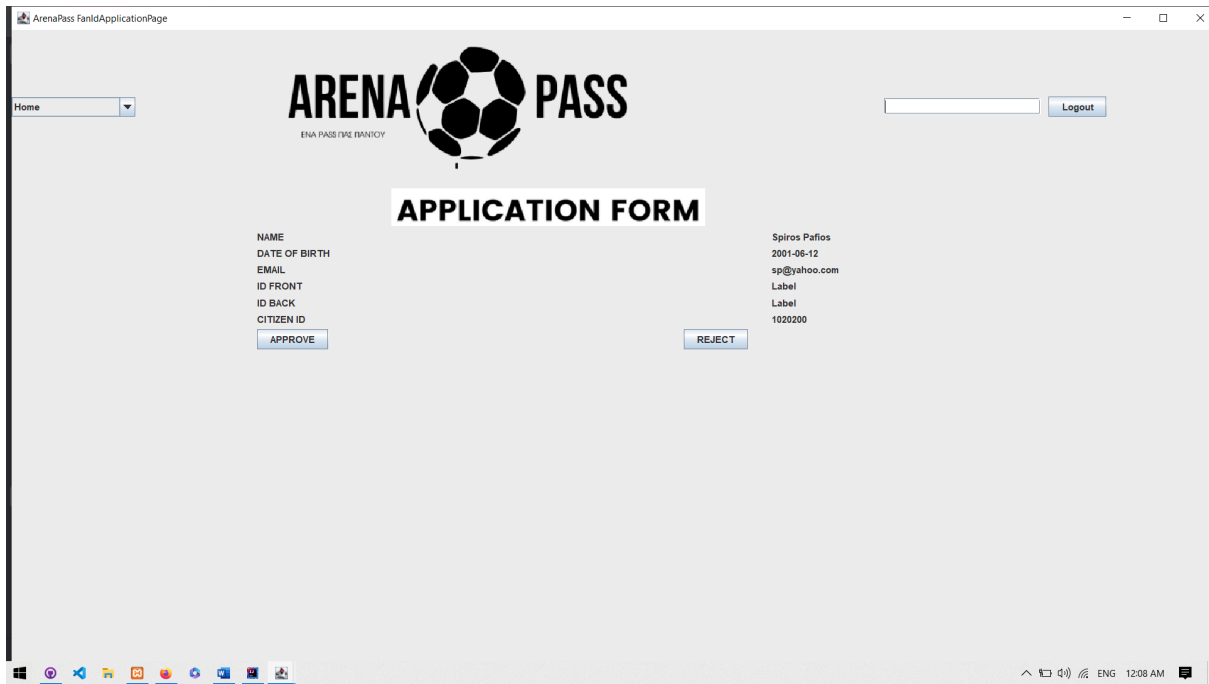 ArenaPass FanIdApplicationPage
Home
ARENA PASS
ΕΝΑ PASS ΠΑΣ ΠΑΝΤΟΥ
Logout
APPLICATION FORM
NAME Spiros Pafios
DATE OF BIRTH 2001-06-12
EMAIL sp@yahoo.com
ID FRONT Label
ID BACK Label
CITIZEN ID 1020200
APPROVE REJECT
ENG 12:08 AM